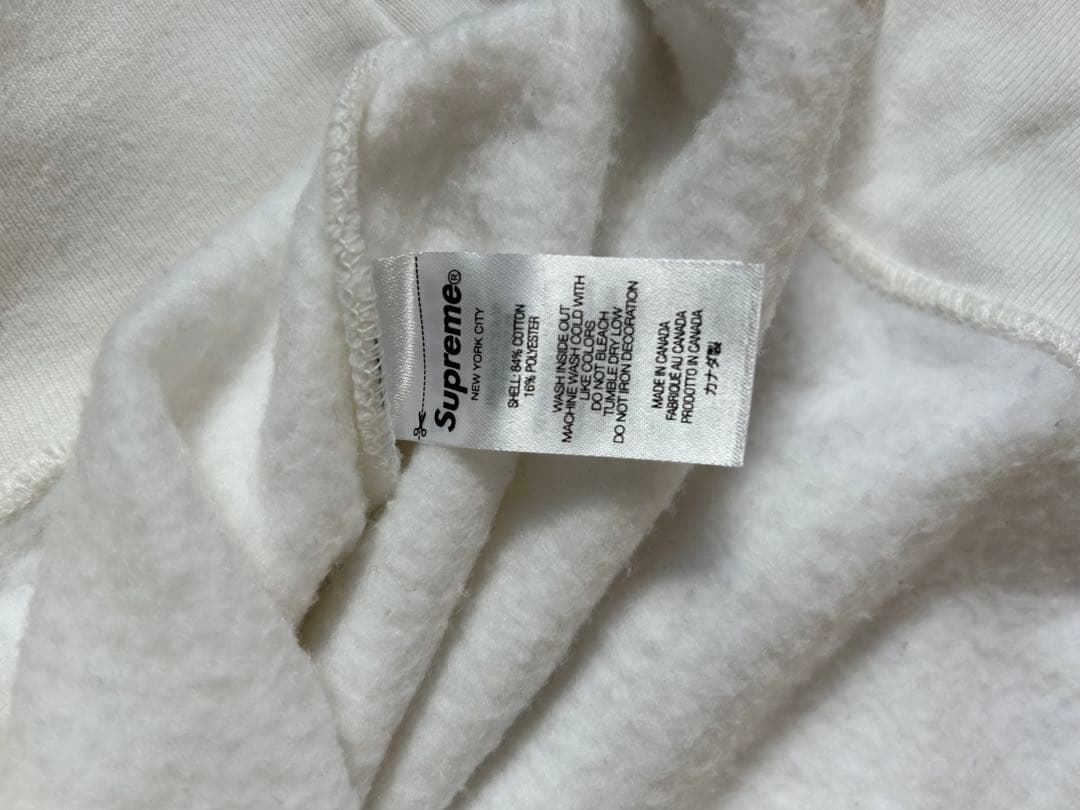 Supreme®
NEW YORK CITY
SHELL: 84% COTTON
16% POLYESTER
WASH INSIDE OUT
MACHINE WASH COLD WITH
LIKE COLORS
DO NOT BLEACH
TUMBLE DRY LOW
DO NOT IRON DECORATION
MADE IN CANADA
FABRIQUÉ AU CANADA
PRODOTTO IN CANADA
カナダ製